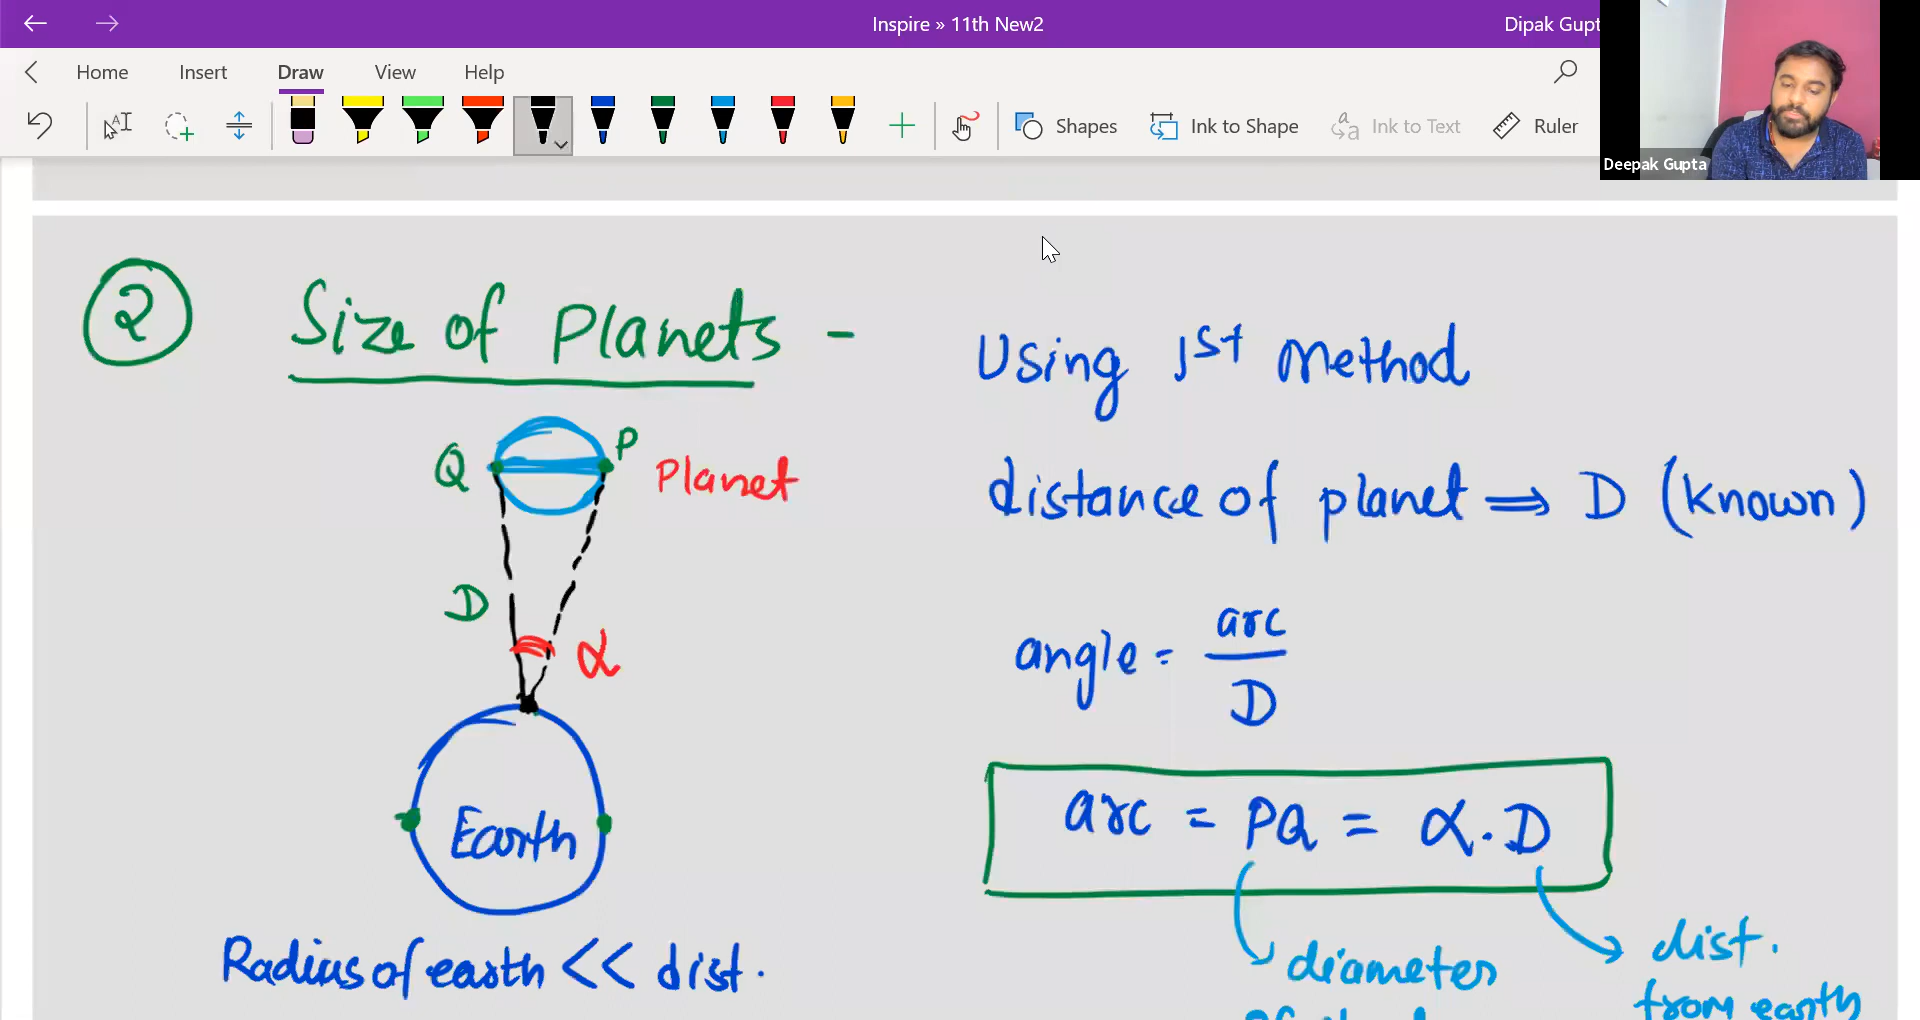 Inspire » 11th New2
Dipak Gupt
Home Insert Draw View Help
Shapes Ink to Shape Ink to Text Ruler
Deepak Gupta
2 Size of Planets -
Using 1st Method
Q P Planet
distance of planet ⇒ D (known)
D
α
angle = arc / D
Earth
arc = PQ = α . D
Radius of earth << dist.
diameter
dist.
from earth